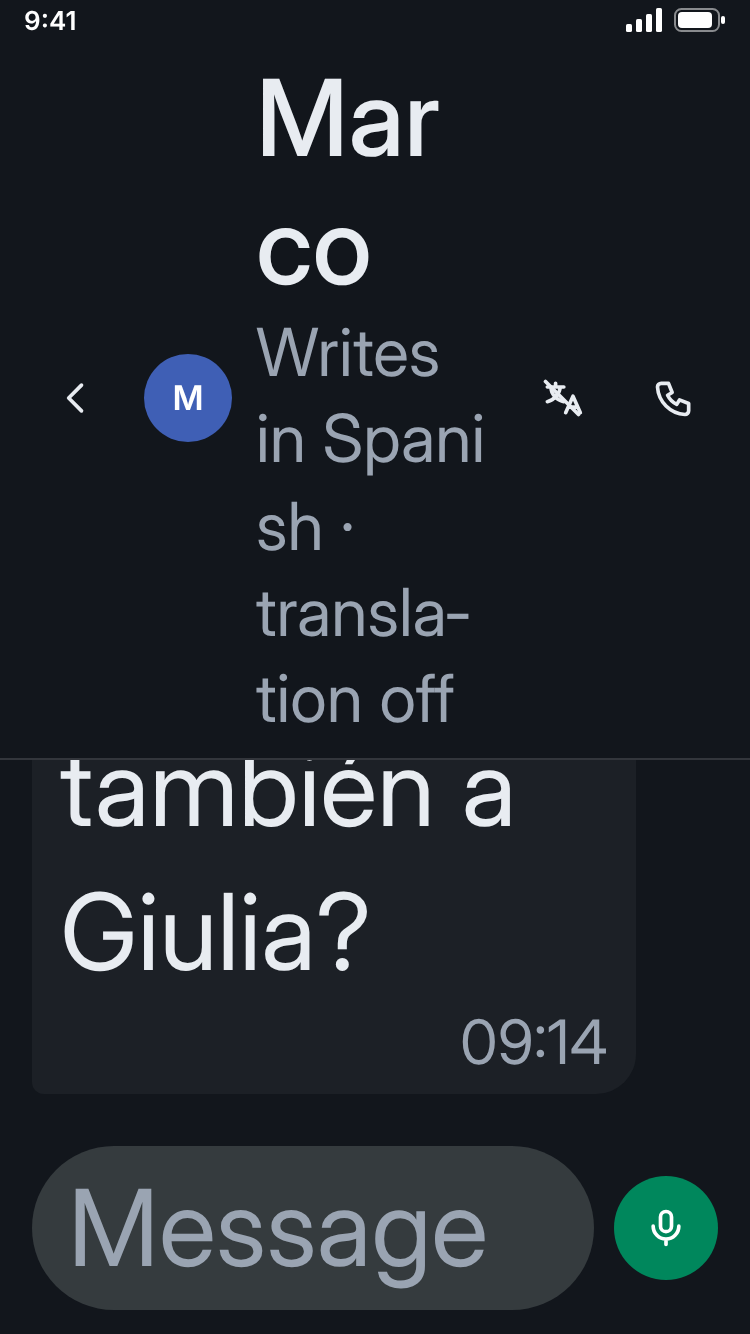 9:41
Mar
co
M
Writes
in Spani
sh ·
transla-
tion off
también a
Giulia?
09:14
Message